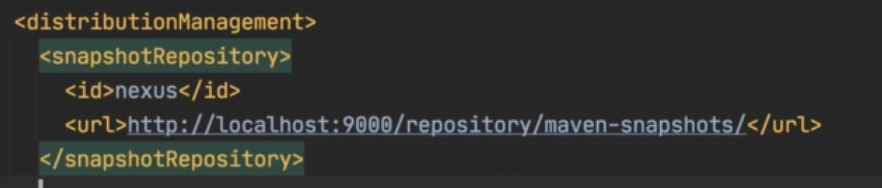 <distributionManagement>
<snapshotRepository>
<id>nexus</id>
<url>http://localhost:9000/repository/maven-snapshots/</url>
</snapshotRepository>